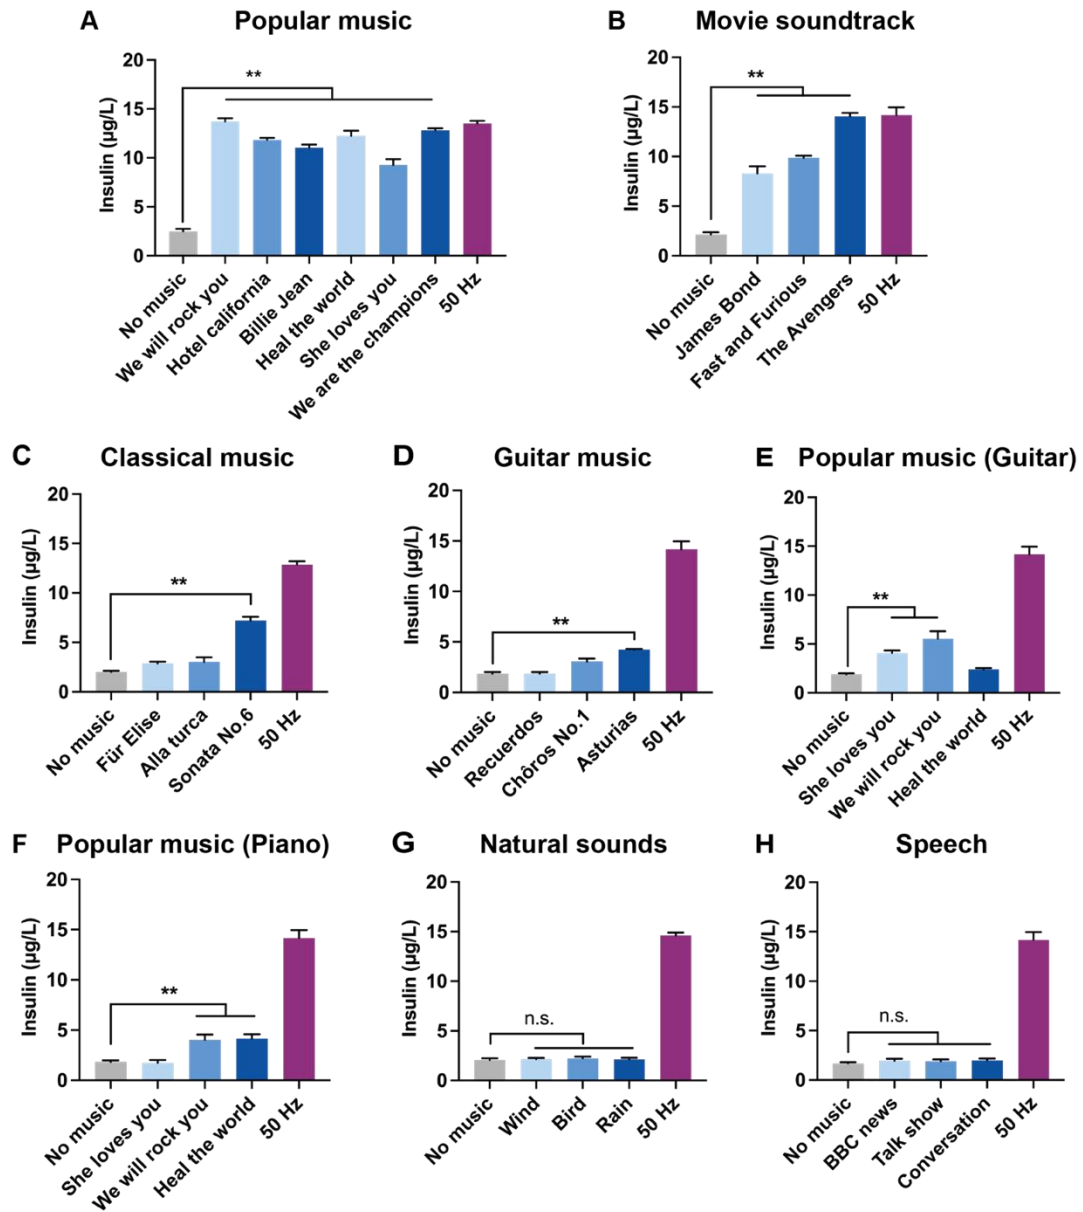 A Popular music
Insulin (µg/L)
20
15
10
5
0
**
No music
We will rock you
Hotel california
Billie Jean
Heal the world
She loves you
We are the champions
50 Hz
B Movie soundtrack
Insulin (µg/L)
20
15
10
5
0
**
No music
James Bond
Fast and Furious
The Avengers
50 Hz
C Classical music
Insulin (µg/L)
20
15
10
5
0
**
No music
Für Elise
Alla turca
Sonata No.6
50 Hz
D Guitar music
Insulin (µg/L)
20
15
10
5
0
**
No music
Recuerdos
Chôros No.1
Asturias
50 Hz
E Popular music (Guitar)
Insulin (µg/L)
20
15
10
5
0
**
No music
She loves you
We will rock you
Heal the world
50 Hz
F Popular music (Piano)
Insulin (µg/L)
20
15
10
5
0
**
No music
She loves you
We will rock you
Heal the world
50 Hz
G Natural sounds
Insulin (µg/L)
20
15
10
5
0
n.s.
No music
Wind
Bird
Rain
50 Hz
H Speech
Insulin (µg/L)
20
15
10
5
0
n.s.
No music
BBC news
Talk show
Conversation
50 Hz